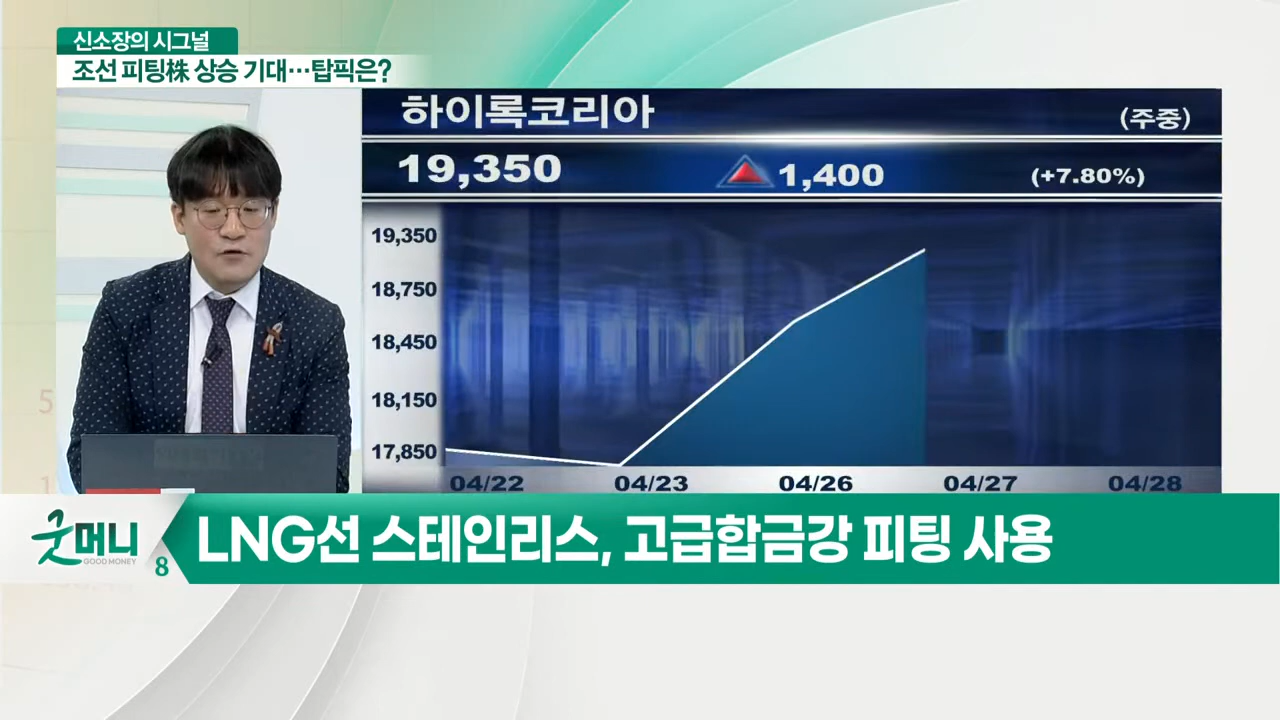 신소장의 시그널
조선 피팅株 상승 기대…탑픽은?
하이록코리아
(주중)
19,350
1,400
(+7.80%)
19,350
18,750
18,450
18,150
17,850
04/22
04/23
04/26
04/27
04/28
굿머니
GOOD MONEY
8
LNG선 스테인리스, 고급합금강 피팅 사용